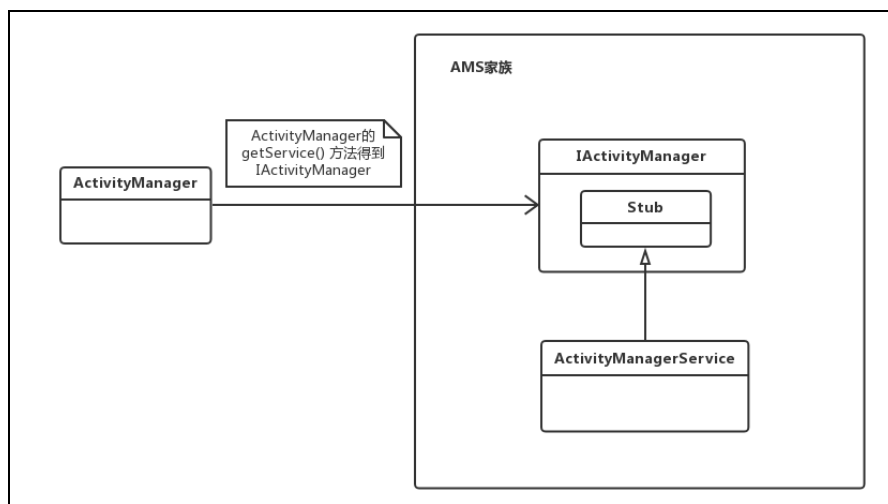 AMS家族
ActivityManager的
getService() 方法得到
IActivityManager
ActivityManager
IActivityManager
Stub
ActivityManagerService